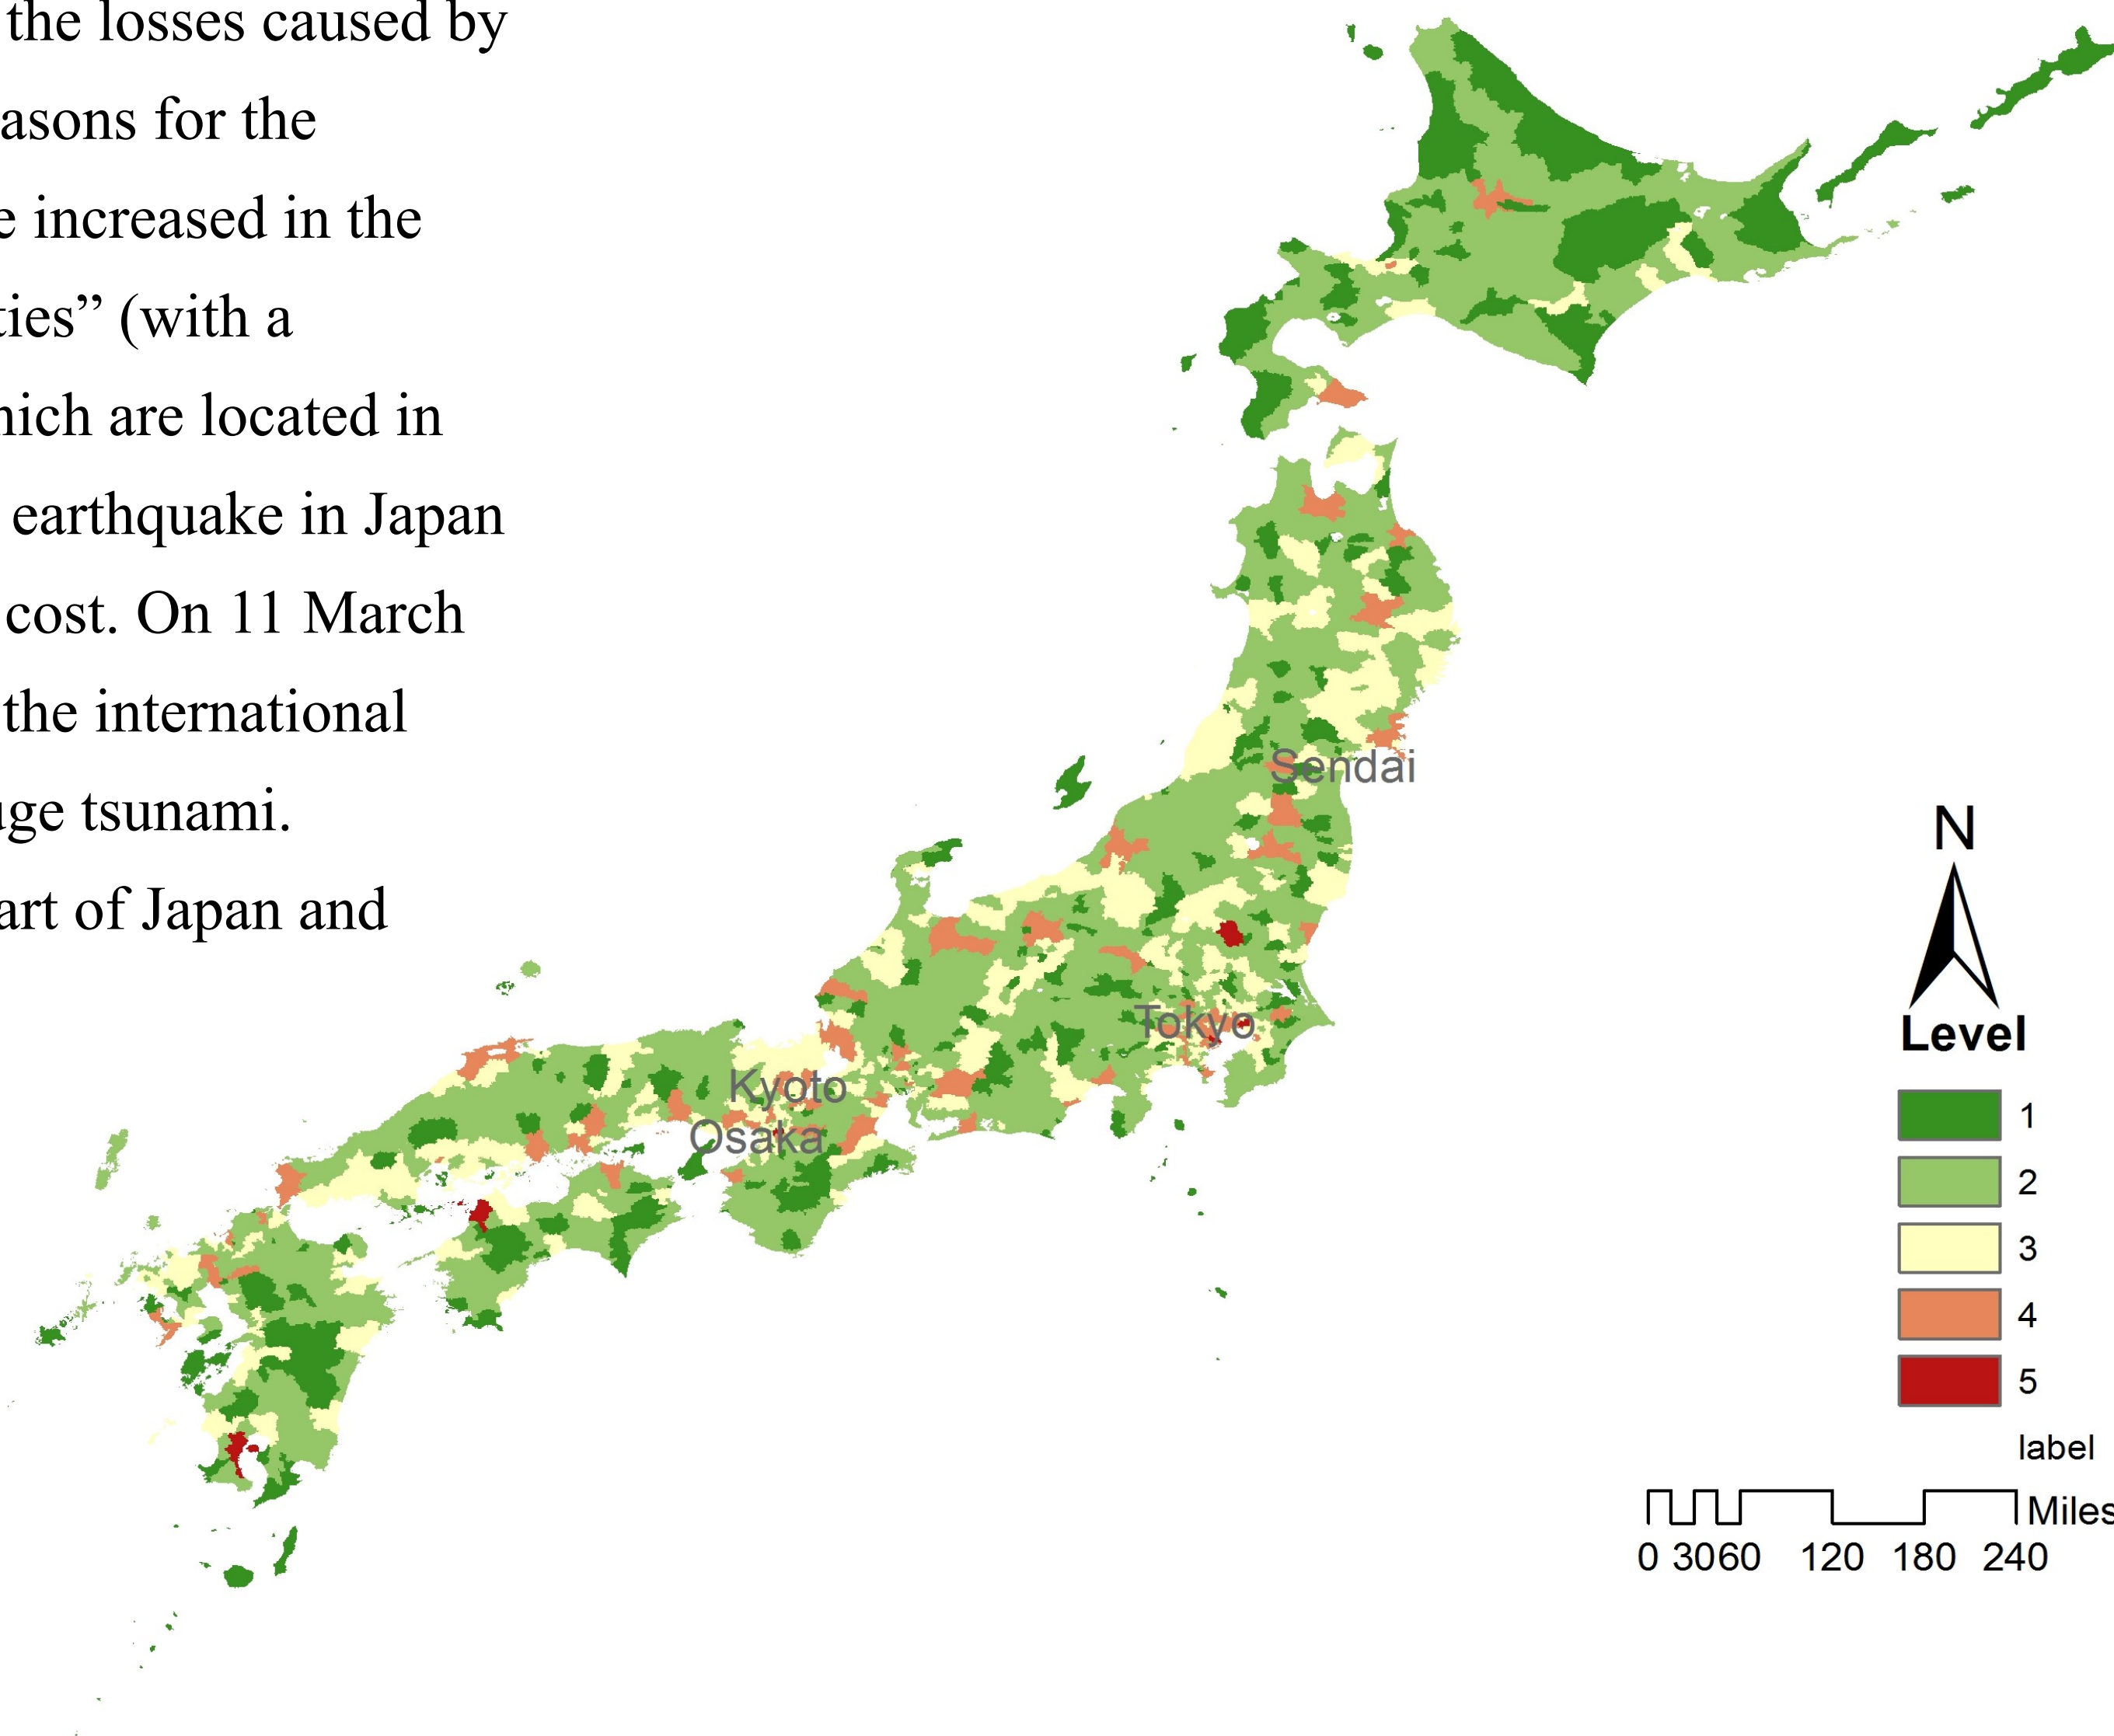 the losses caused by
asons for the
e increased in the
ties” (with a
nich are located in
earthquake in Japan
cost. On 11 March
the international
uge tsunami.
art of Japan and
Sendai
Tokyo
Kyoto
Osaka
N
Level
1
2
3
4
5
label
Miles
0 3060 120 180 240